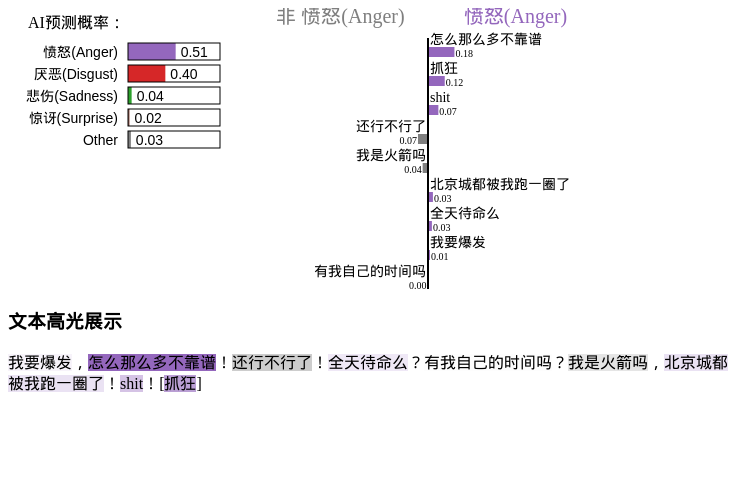 AI预测概率：
愤怒(Anger) 0.51
厌恶(Disgust) 0.40
悲伤(Sadness) 0.04
惊讶(Surprise) 0.02
Other 0.03
非 愤怒(Anger) 愤怒(Anger)
怎么那么多不靠谱
0.18
抓狂
0.12
shit
0.07
还行不行了
0.07
我是火箭吗
0.04
北京城都被我跑一圈了
0.03
全天待命么
0.03
我要爆发
0.01
有我自己的时间吗
0.00
文本高光展示
我要爆发，怎么那么多不靠谱！还行不行了！全天待命么？有我自己的时间吗？我是火箭吗，北京城都
被我跑一圈了！shit！[抓狂]